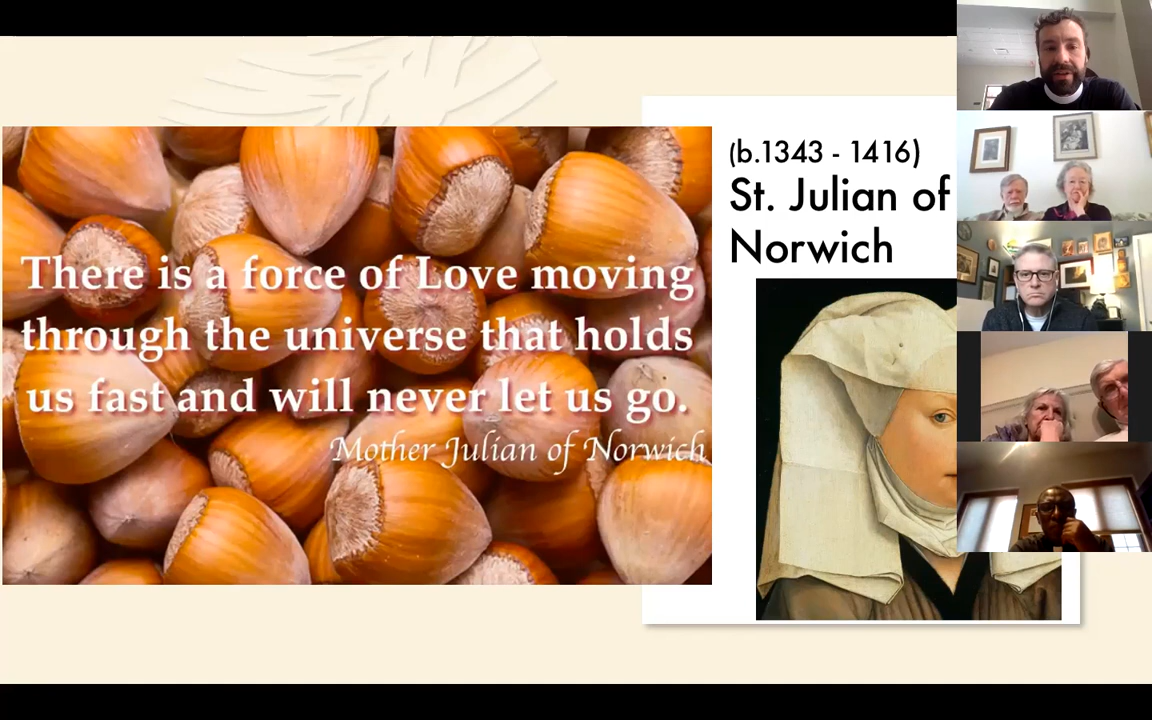 There is a force of Love moving
through the universe that holds
us fast and will never let us go.
Mother Julian of Norwich
(b.1343 - 1416)
St. Julian of
Norwich